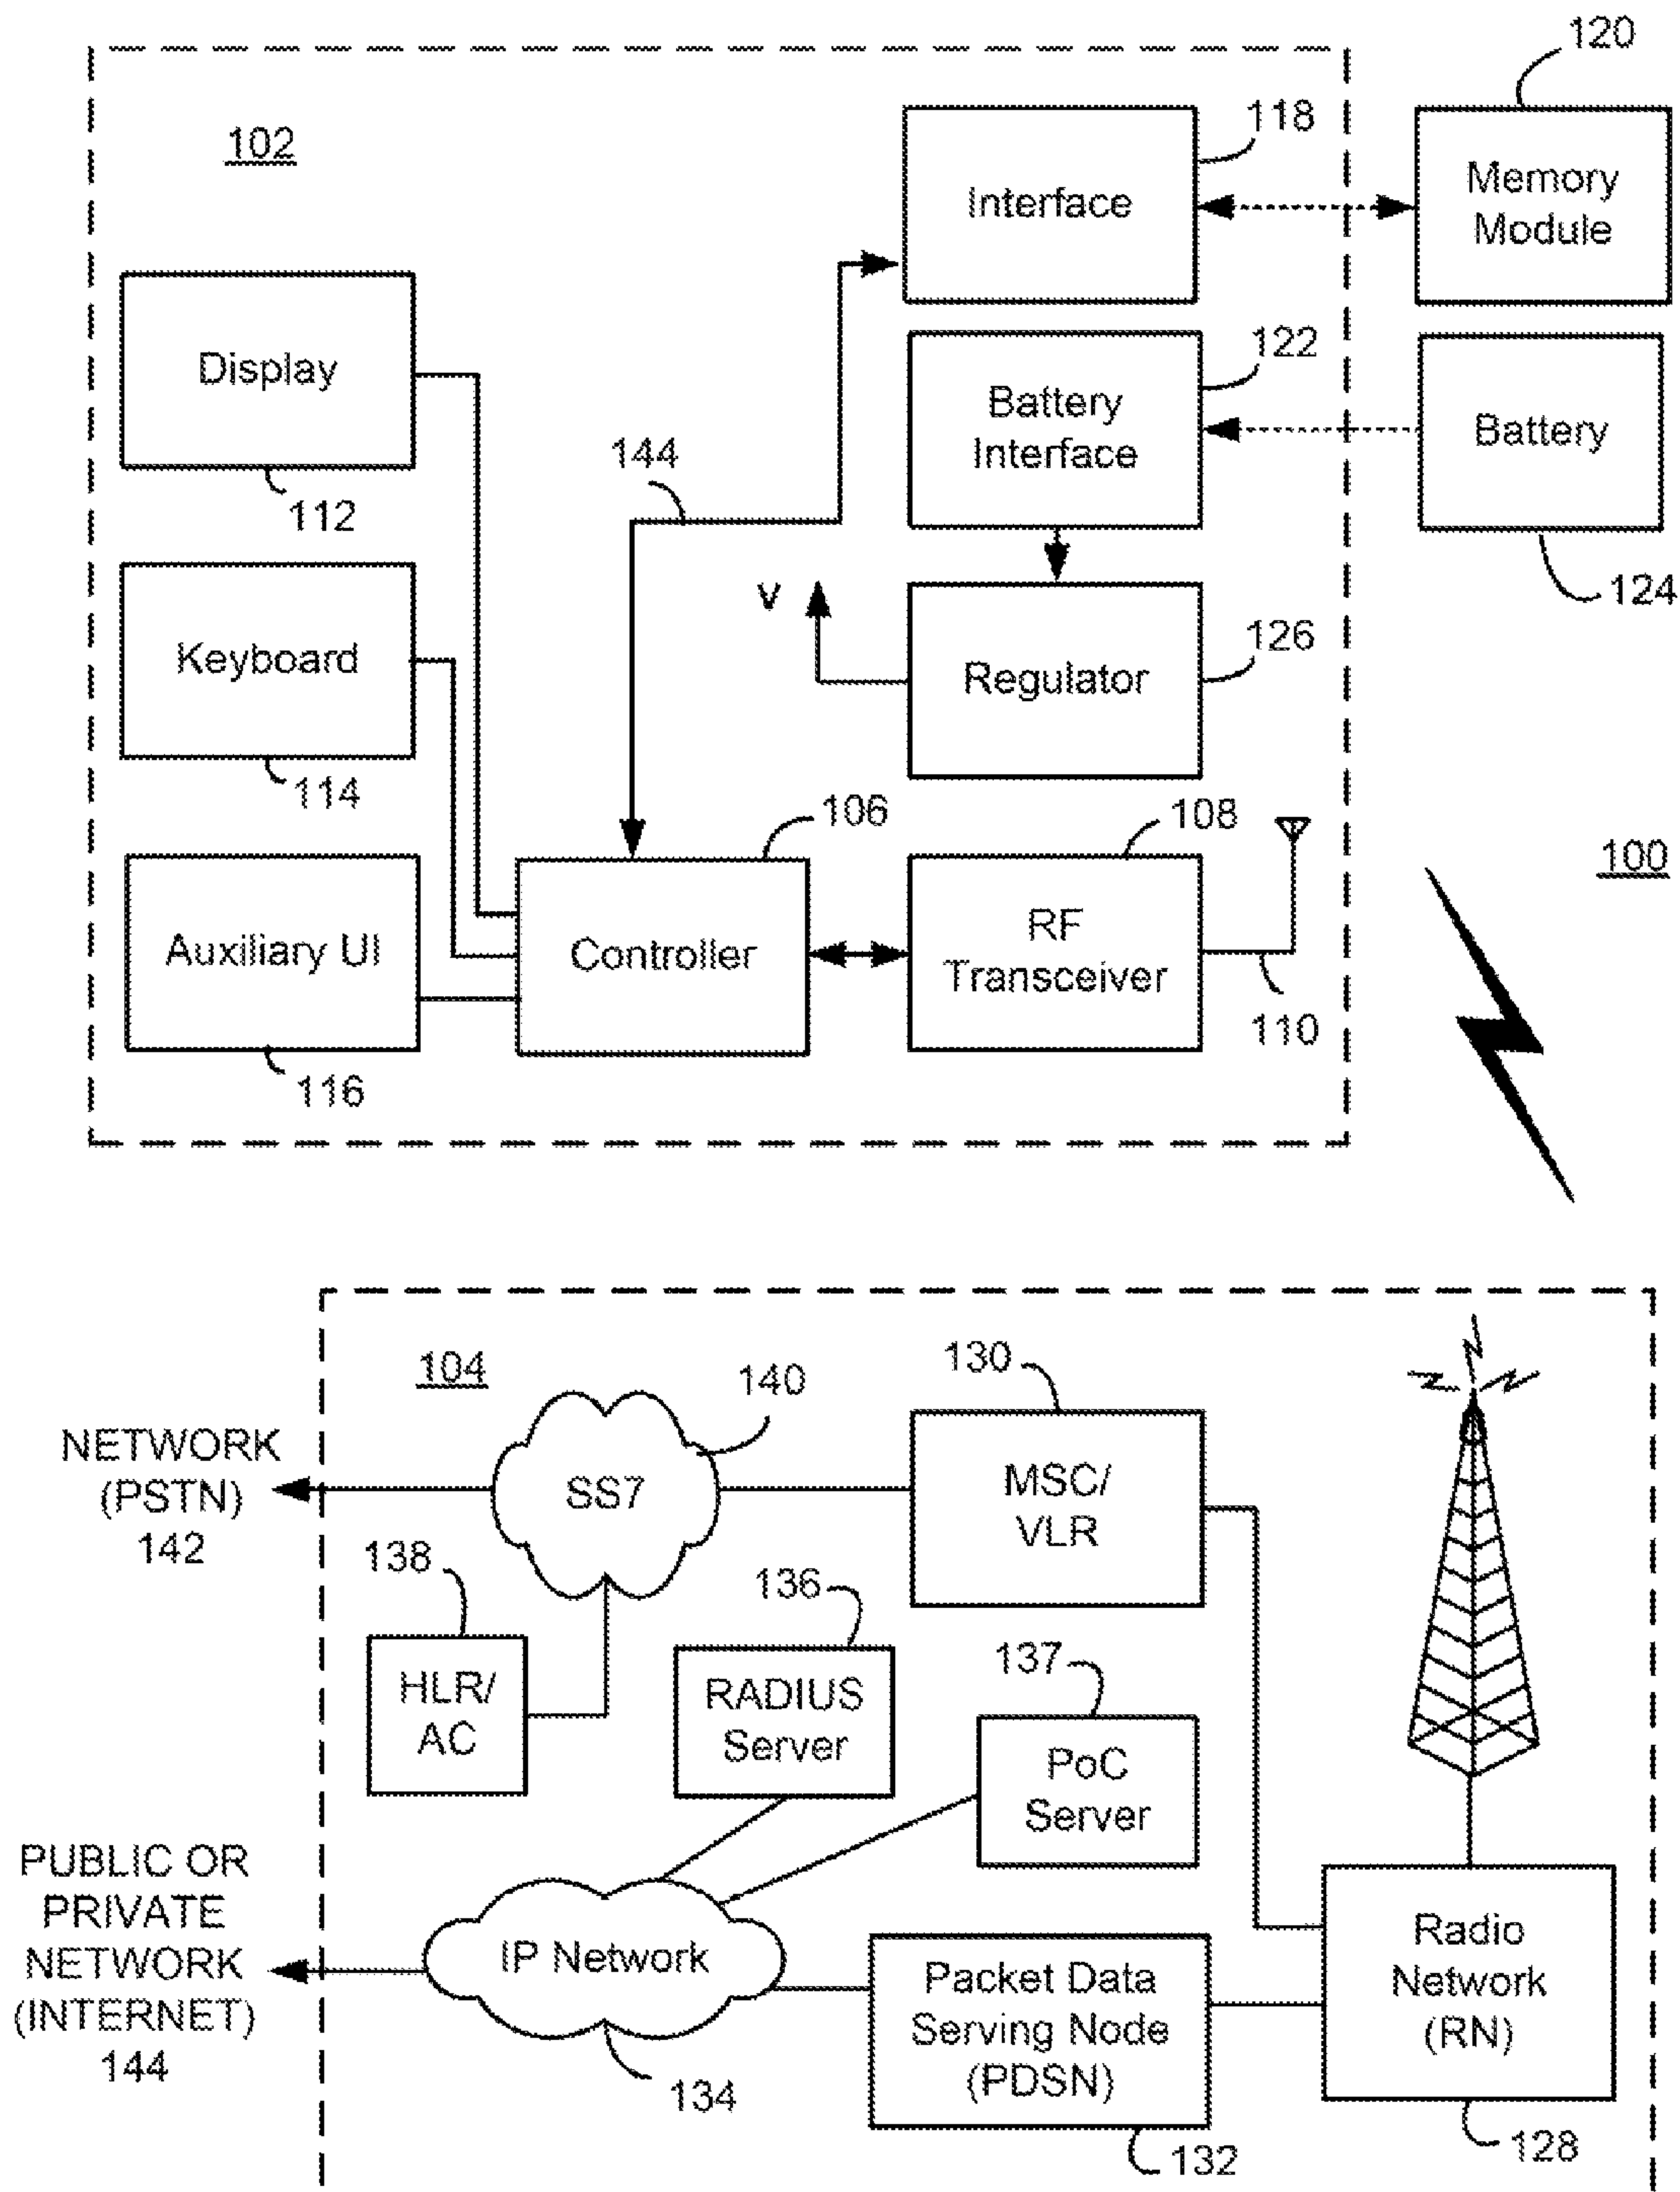 120
102
118
Interface
Memory
Module
Display
122
Battery
Interface
Battery
144
112
124
V
Keyboard
126
Regulator
114
106
108
100
Auxiliary UI
Controller
RF
Transceiver
110
116
104
140
130
NETWORK
(PSTN)
142
SS7
MSC/
VLR
138
136
HLR/
AC
RADIUS
Server
137
PoC
Server
PUBLIC OR
PRIVATE
NETWORK
(INTERNET)
144
IP Network
134
Packet Data
Serving Node
(PDSN)
132
Radio
Network
(RN)
128